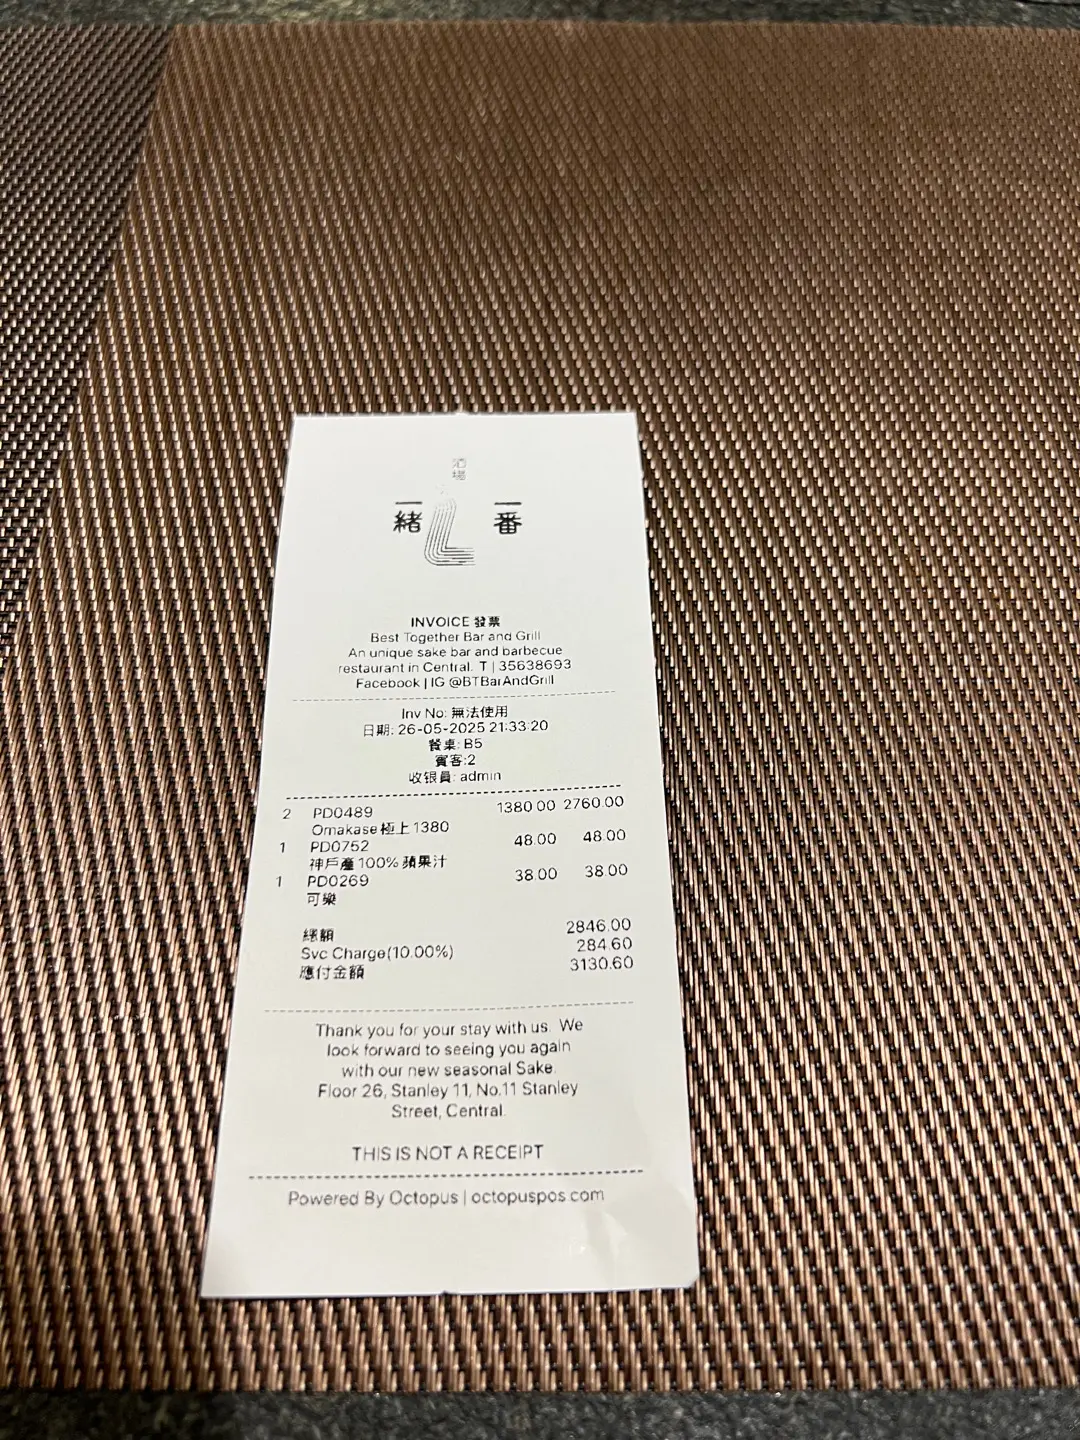 酒場
一緒 一番
INVOICE 發票
Best Together Bar and Grill
An unique sake bar and barbecue
restaurant in Central. T | 35638693
Facebook | IG @BTBarAndGrill
Inv No: 無法使用
日期: 26-05-2025 21:33:20
餐桌: B5
賓客:2
收银員: admin
2 PD0489 1380.00 2760.00
Omakase 極上 1380
1 PD0752 48.00 48.00
神戶產 100% 蘋果汁
1 PD0269 38.00 38.00
可樂
總額 2846.00
Svc Charge(10.00%) 284.60
應付金額 3130.60
Thank you for your stay with us. We
look forward to seeing you again
with our new seasonal Sake.
Floor 26, Stanley 11, No.11 Stanley
Street, Central.
THIS IS NOT A RECEIPT
Powered By Octopus | octopuspos.com